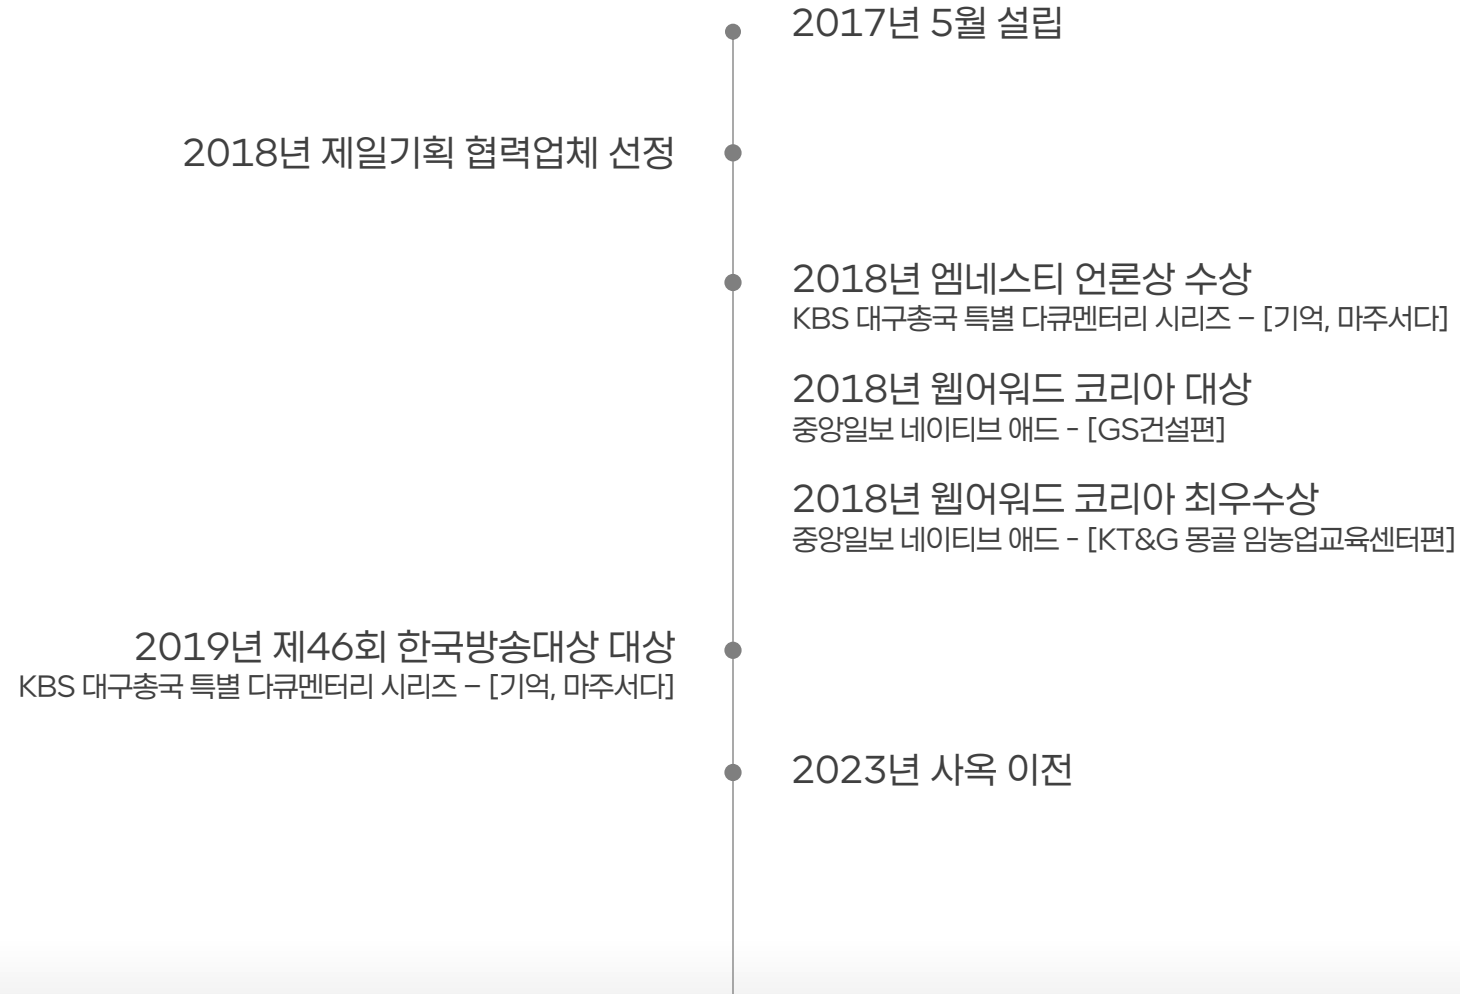 2017년 5월 설립
2018년 제일기획 협력업체 선정
2018년 엠네스티 언론상 수상
KBS 대구총국 특별 다큐멘터리 시리즈 – [기억, 마주서다]
2018년 웹어워드 코리아 대상
중앙일보 네이티브 애드 - [GS건설편]
2018년 웹어워드 코리아 최우수상
중앙일보 네이티브 애드 - [KT&G 몽골 임농업교육센터편]
2019년 제46회 한국방송대상 대상
KBS 대구총국 특별 다큐멘터리 시리즈 – [기억, 마주서다]
2023년 사옥 이전